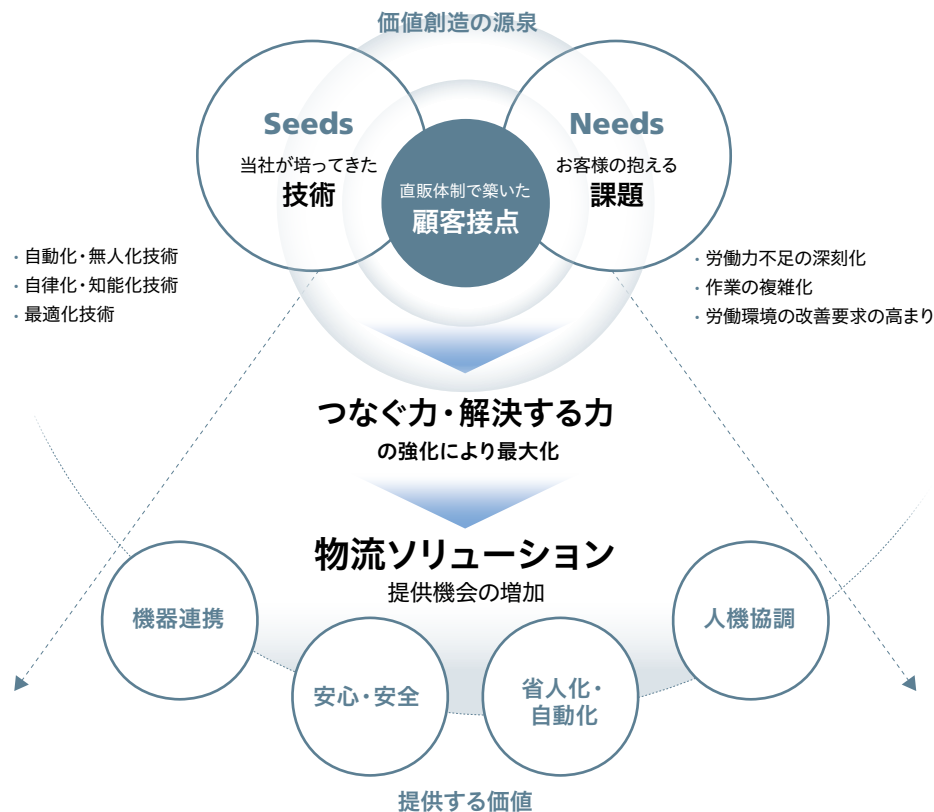 価値創造の源泉
Seeds
当社が培ってきた
技術
直販体制で築いた
顧客接点
Needs
お客様の抱える
課題
・自動化・無人化技術
・自律化・知能化技術
・最適化技術
・労働力不足の深刻化
・作業の複雑化
・労働環境の改善要求の高まり
つなぐ力・解決する力
の強化により最大化
物流ソリューション
提供機会の増加
機器連携
安心・安全
省人化・
自動化
人機協調
提供する価値